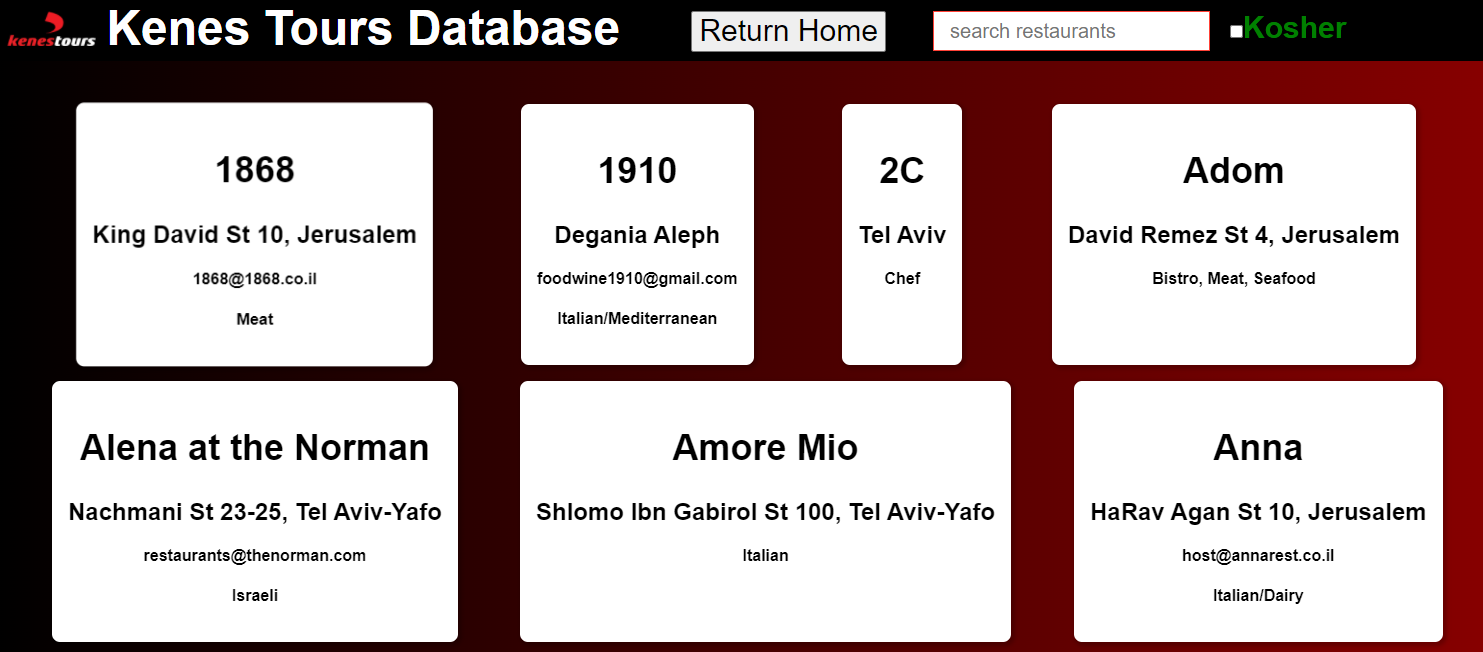 kenestours Kenes Tours Database Return Home search restaurants Kosher
1868
King David St 10, Jerusalem
1868@1868.co.il
Meat
1910
Degania Aleph
foodwine1910@gmail.com
Italian/Mediterranean
2C
Tel Aviv
Chef
Adom
David Remez St 4, Jerusalem
Bistro, Meat, Seafood
Alena at the Norman
Nachmani St 23-25, Tel Aviv-Yafo
restaurants@thenorman.com
Israeli
Amore Mio
Shlomo Ibn Gabirol St 100, Tel Aviv-Yafo
Italian
Anna
HaRav Agan St 10, Jerusalem
host@annarest.co.il
Italian/Dairy